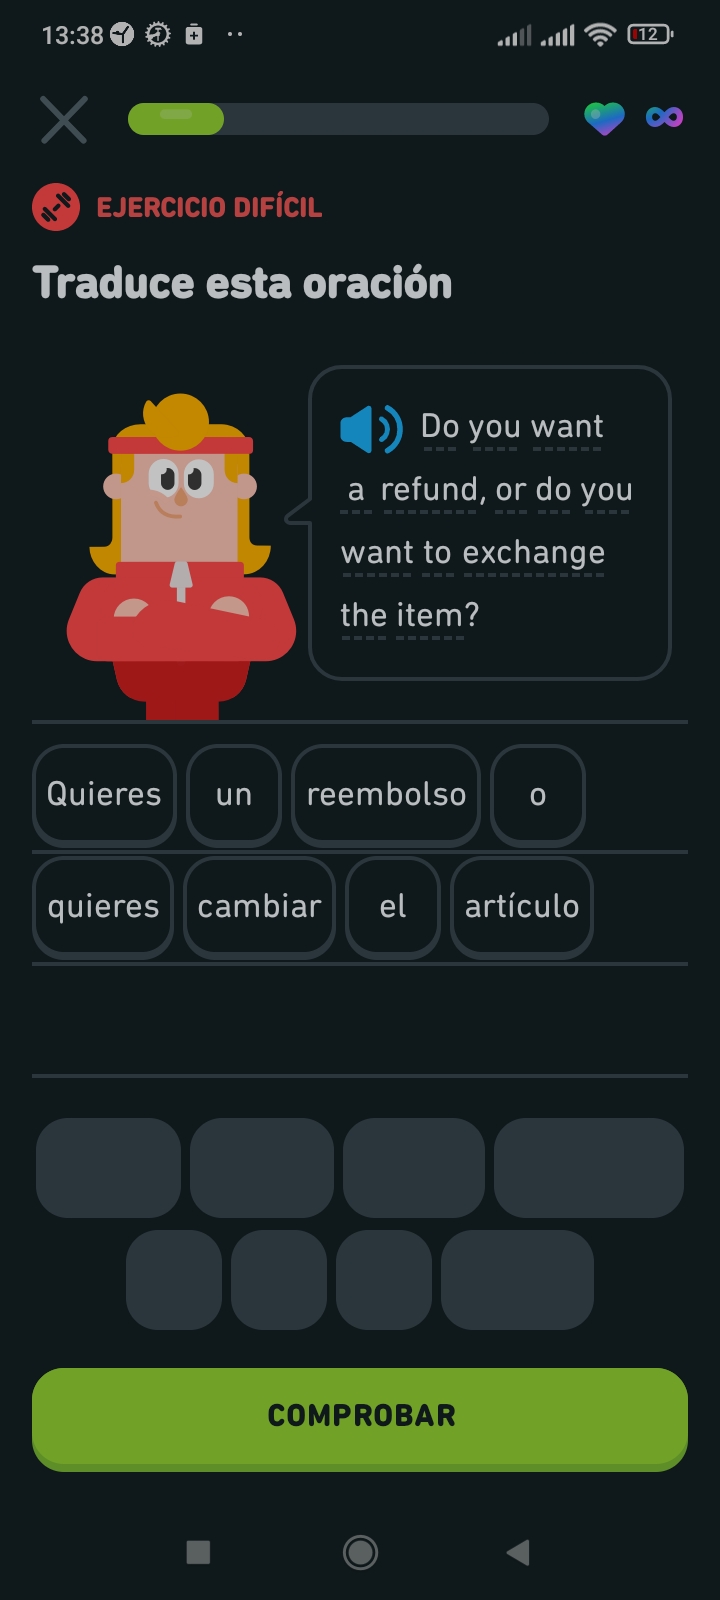 13:38
12
EJERCICIO DIFÍCIL
Traduce esta oración
Do you want
a refund, or do you
want to exchange
the item?
Quieres un reembolso o
quieres cambiar el artículo
COMPROBAR